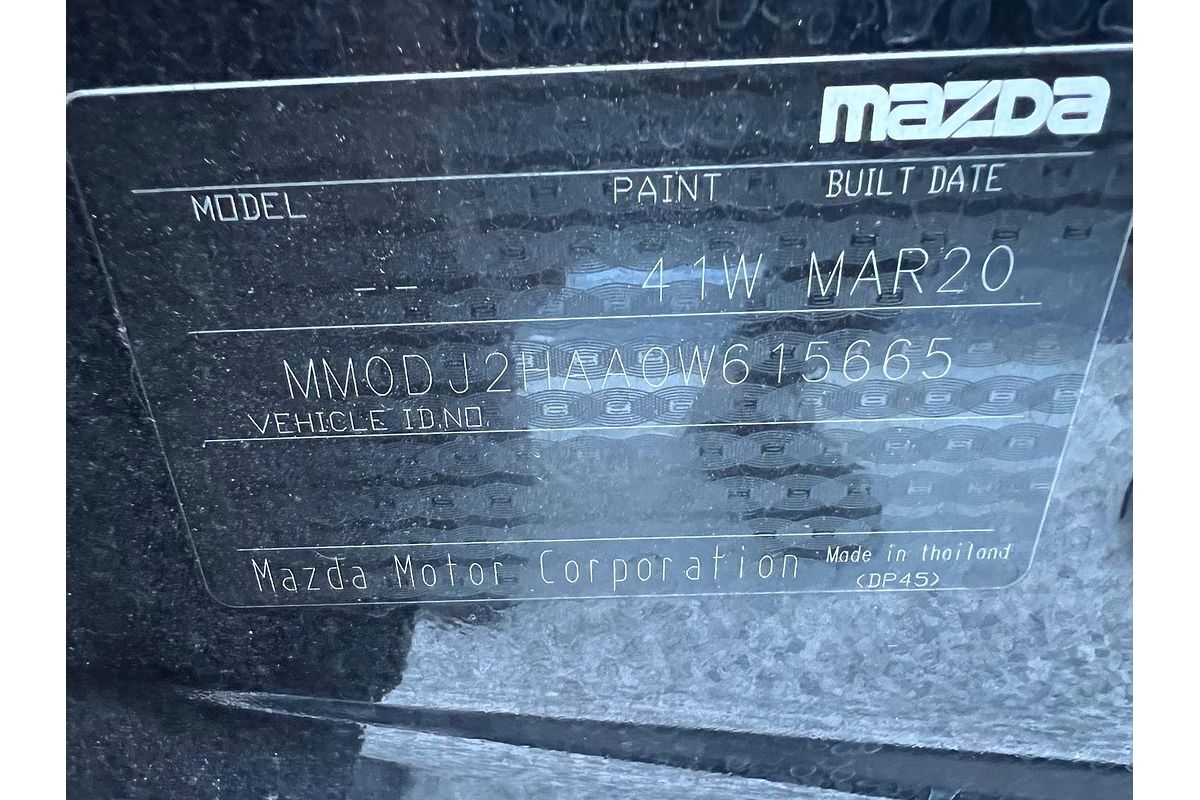 mazda
MODEL PAINT BUILT DATE
-- 41W MAR20
MM0DJ2HAA0W615665
VEHICLE ID.NO.
Mazda Motor Corporation Made in thailand
(DP45)